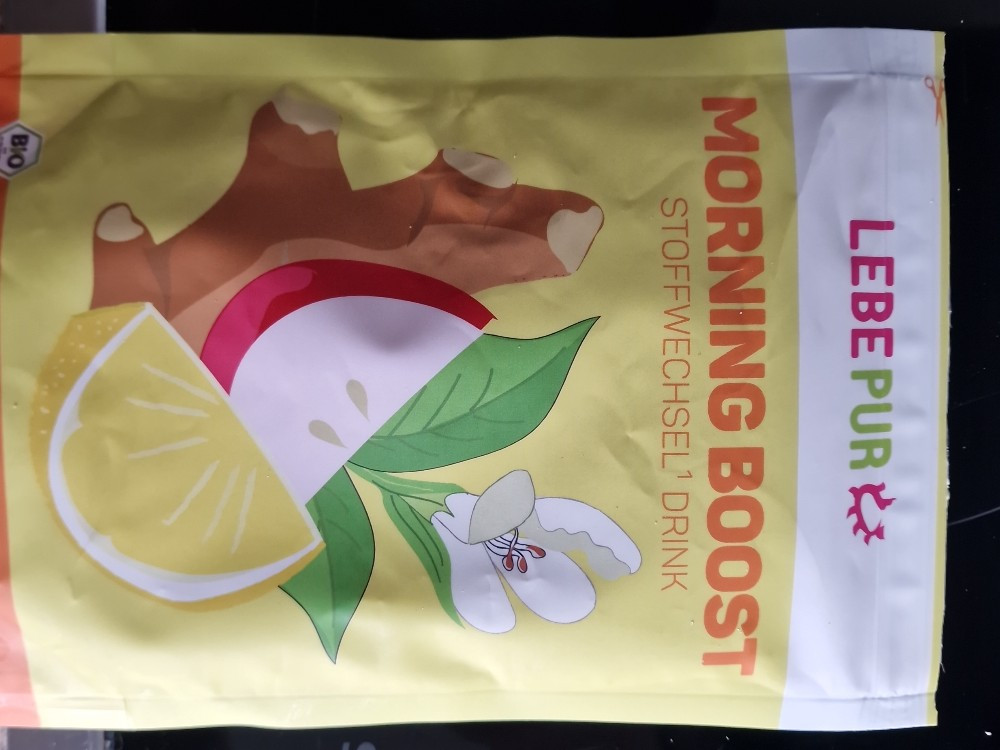 LEBE PUR
MORNING BOOST
STOFFWECHSEL¹ DRINK
BIO